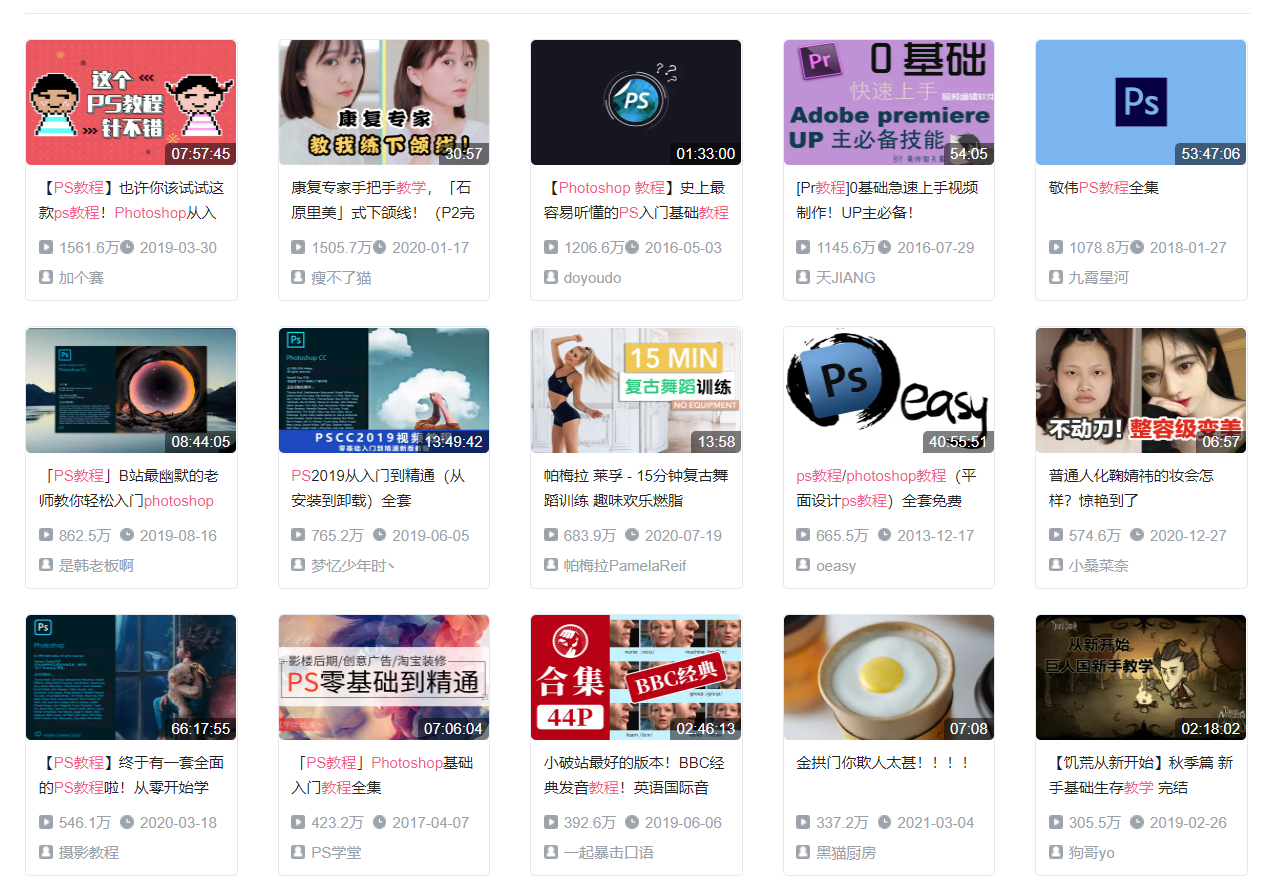 这个
PS教程
针不错
07:57:45
【PS教程】也许你该试试这
款ps教程！Photoshop从入
1561.6万 2019-03-30
加个赛
康复专家
教我练下颌线！
30:57
康复专家手把手教学，「石
原里美」式下颌线！（P2完
1505.7万 2020-01-17
瘦不了猫
PS
???
01:33:00
【Photoshop 教程】史上最
容易听懂的PS入门基础教程
1206.6万 2016-05-03
doyoudo
Pr
0 基础
快速上手 视频编辑软件
Adobe premiere
UP 主必备技能
54:05
[Pr教程]0基础急速上手视频
制作！UP主必备！
1145.6万 2016-07-29
天JIANG
Ps
53:47:06
敬伟PS教程全集
1078.8万 2018-01-27
九霄星河
Ps
Photoshop CC
08:44:05
「PS教程」B站最幽默的老
师教你轻松入门photoshop
862.5万 2019-08-16
是韩老板啊
Ps
Photoshop CC
PSCC2019视频
零基础入门到精通新版教程
13:49:42
PS2019从入门到精通（从
安装到卸载）全套
765.2万 2019-06-05
梦忆少年时丶
15 MIN
复古舞蹈训练
NO EQUIPMENT
13:58
帕梅拉 莱孚 - 15分钟复古舞
蹈训练 趣味欢乐燃脂
683.9万 2020-07-19
帕梅拉PamelaReif
Ps
easy
40:55:51
ps教程/photoshop教程（平
面设计ps教程）全套免费
665.5万 2013-12-17
oeasy
不动刀！整容级变美
06:57
普通人化鞠婧祎的妆会怎
样？惊艳到了
574.6万 2020-12-27
小桑菜奈
Ps
Photoshop
66:17:55
【PS教程】终于有一套全面
的PS教程啦！从零开始学
546.1万 2020-03-18
摄影教程
影楼后期/创意广告/淘宝装修
PS零基础到精通
07:06:04
「PS教程」Photoshop基础
入门教程全集
423.2万 2017-04-07
PS学堂
合集
44P
BBC经典
02:46:13
小破站最好的版本！BBC经
典发音教程！英语国际音
392.6万 2019-06-06
一起暴击口语
07:08
金拱门你欺人太甚！！！！
337.2万 2021-03-04
黑猫厨房
从新开始
巨人国新手教学
02:18:02
【饥荒从新开始】秋季篇 新
手基础生存教学 完结
305.5万 2019-02-26
狗哥yo